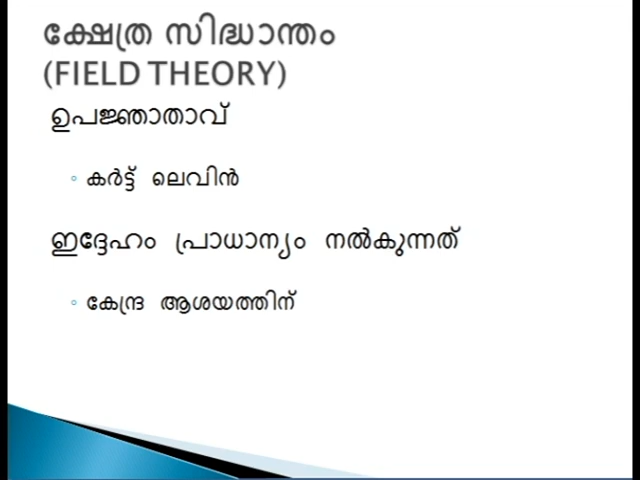 ക്ഷേത്ര സിദ്ധാന്തം
(FIELD THEORY)
ഉപജ്ഞാതാവ്
കർട്ട് ലെവിൻ
ഇദ്ദേഹം പ്രാധാന്യം നൽകുന്നത്
കേന്ദ്ര ആശയത്തിന്